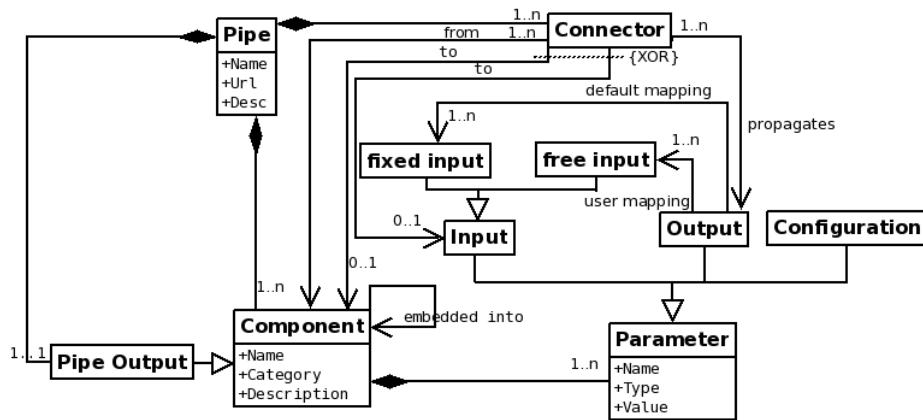 Pipe
+Name
+Url
+Desc
1..n
Connector
1..n
from 1..n
to
to
{XOR}
default mapping
1..n
propagates
fixed input
free input
1..n
user mapping
0..1
Input
Output
Configuration
0..1
1..n
embedded into
Component
+Name
+Category
+Description
1..1
Pipe Output
1..n
Parameter
+Name
+Type
+Value